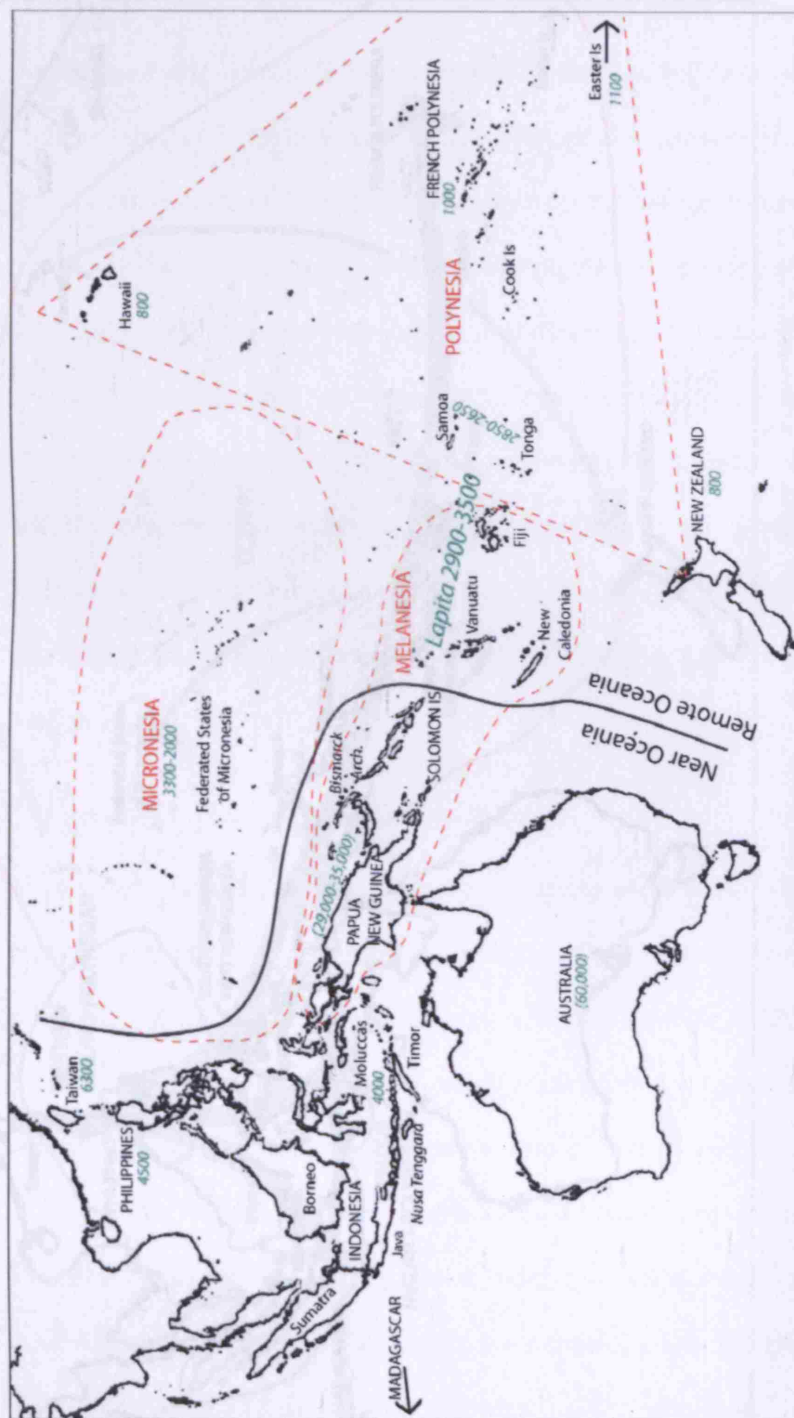 Taiwan
6300
PHILIPPINES
4500
Borneo
INDONESIA
Sumatra
Java
Nusa Tenggara
MADAGASCAR
Moluccas
4000
Timor
MICRONESIA
3300-2000
Federated States
of Micronesia
(29,000-35,000)
Bismarck
Arch.
PAPUA
NEW GUINEA
SOLOMON IS
AUSTRALIA
(60,000)
Near Oceania
Remote Oceania
MELANESIA
Lapita 2900-3500
Vanuatu
New
Caledonia
Fiji
Samoa
2850-2650
Tonga
Hawaii
800
POLYNESIA
Cook Is
FRENCH POLYNESIA
1000
Easter Is
1100
NEW ZEALAND
800